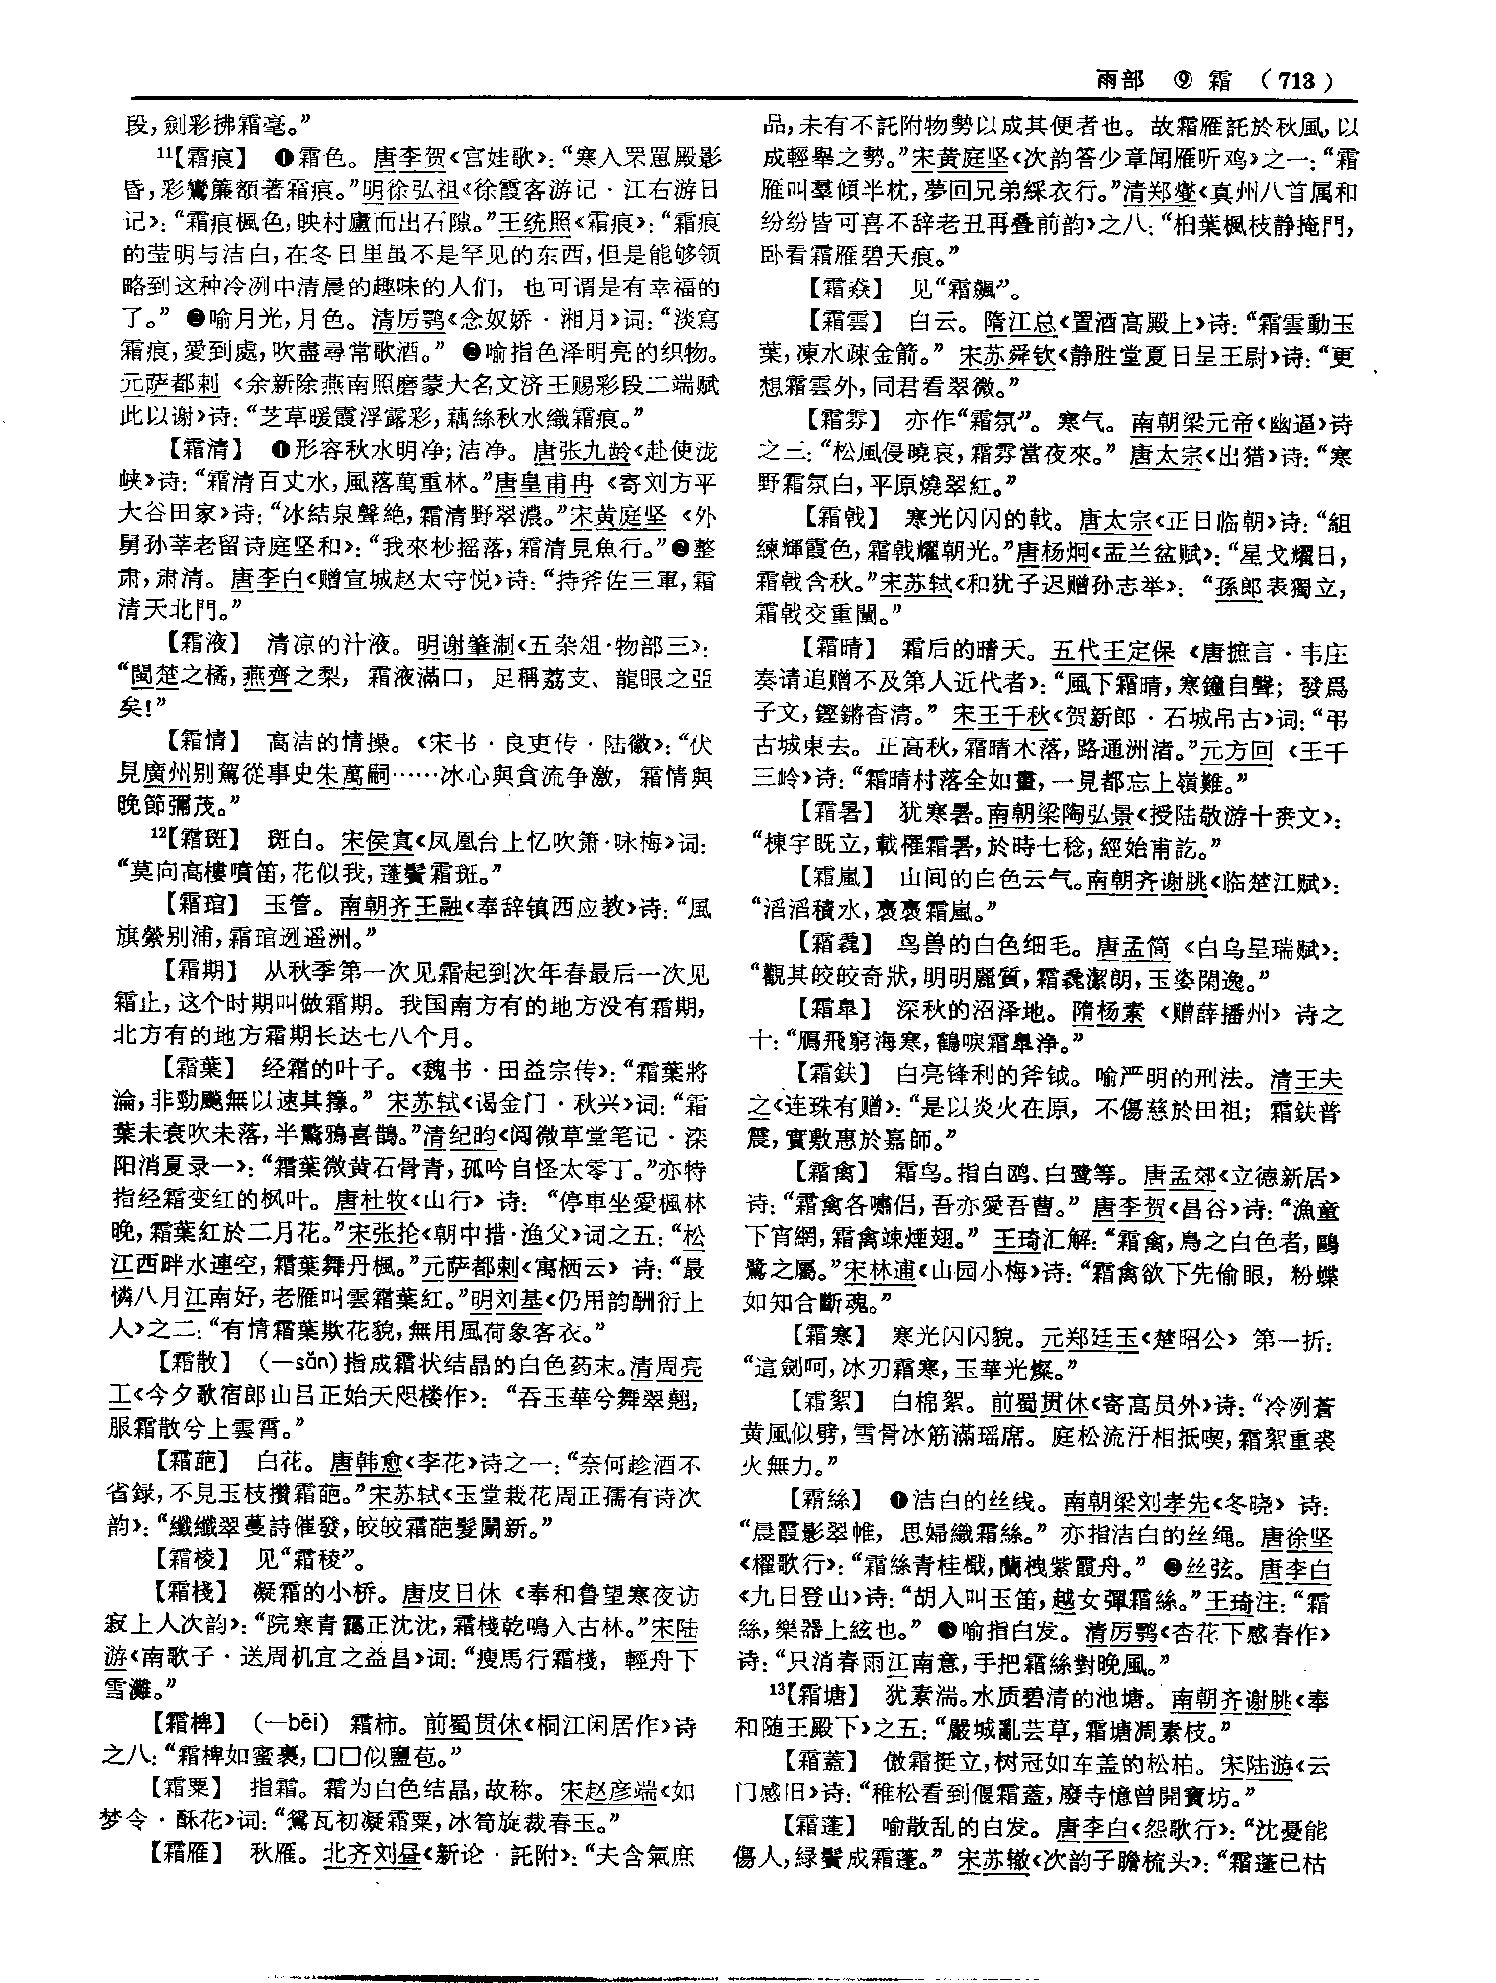 雨部 ⑨ 霜 (713)
段，劍彩拂霜毫。”
11【霜痕】 ❶霜色。唐李贺《宫娃歌》：“寒入罘罳殿影
昏，彩鸞簾額著霜痕。”明徐弘祖《徐霞客游记·江右游日
记》：“霜痕楓色，映村廬而出石隙。”王统照《霜痕》：“霜痕
的莹明与洁白，在冬日里虽不是罕见的东西，但是能够领
略到这种冷冽中清晨的趣味的人们，也可谓是有幸福的
了。” ❷喻月光，月色。清厉鹗《念奴娇·湘月》词：“淡寫
霜痕，愛到處，吹盡尋常歌酒。” ❸喻指色泽明亮的织物。
元萨都剌《余新除燕南照磨蒙大名文济王赐彩段二端赋
此以谢》诗：“芝草暖霞浮露彩，藕絲秋水織霜痕。”
【霜清】 ❶形容秋水明净；洁净。唐张九龄《赴使泷
峡》诗：“霜清百丈水，風落萬重林。”唐皇甫冉《寄刘方平
大谷田家》诗：“冰結泉聲絶，霜清野翠濃。”宋黄庭坚《外
舅孙莘老留诗庭坚和》：“我來杪摇落，霜清見魚行。”❷整
肃，肃清。唐李白《赠宣城赵太守悦》诗：“持斧佐三軍，霜
清天北門。”
【霜液】 清凉的汁液。明谢肇淛《五杂俎·物部三》：
“閩楚之橘，燕齊之梨，霜液滿口，足稱荔支、龍眼之亞
矣！”
【霜情】 高洁的情操。《宋书·良吏传·陆徽》：“伏
見廣州别駕從事史朱萬嗣……冰心與貪流争激，霜情與
晚節彌茂。”
12【霜斑】 斑白。宋侯寘《凤凰台上忆吹箫·咏梅》词：
“莫向高樓噴笛，花似我，蓬鬢霜斑。”
【霜琯】 玉管。南朝齐王融《奉辞镇西应教》诗：“風
旗縈别浦，霜琯迾遥洲。”
【霜期】 从秋季第一次见霜起到次年春最后一次见
霜止，这个时期叫做霜期。我国南方有的地方没有霜期，
北方有的地方霜期长达七八个月。
【霜葉】 经霜的叶子。《魏书·田益宗传》：“霜葉將
淪，非勁飈無以速其籜。” 宋苏轼《谒金门·秋兴》词：“霜
葉未衰吹未落，半驚鴉喜鵲。”清纪昀《阅微草堂笔记·滦
阳消夏录一》：“霜葉微黄石骨青，孤吟自怪太零丁。”亦特
指经霜变红的枫叶。唐杜牧《山行》诗：“停車坐愛楓林
晚，霜葉紅於二月花。”宋张抡《朝中措·渔父》词之五：“松
江西畔水連空，霜葉舞丹楓。”元萨都剌《寓栖云》诗：“最
憐八月江南好，老雁叫雲霜葉紅。”明刘基《仍用韵酬衍上
人》之二：“有情霜葉欺花貌，無用風荷象客衣。”
【霜散】 （—sǎn）指成霜状结晶的白色药末。清周亮
工《今夕歌宿郎山吕正始天咫楼作》：“吞玉華兮舞翠翹，
服霜散兮上雲霄。”
【霜葩】 白花。唐韩愈《李花》诗之一：“奈何趁酒不
省録，不見玉枝攢霜葩。”宋苏轼《玉堂栽花周正孺有诗次
韵》：“纖纖翠蔓詩催發，皎皎霜葩髮鬭新。”
【霜棱】 见“霜稜”。
【霜棧】 凝霜的小桥。唐皮日休《奉和鲁望寒夜访
寂上人次韵》：“院寒青靄正沈沈，霜棧乾鳴入古林。”宋陆
游《南歌子·送周机宜之益昌》词：“瘦馬行霜棧，輕舟下
雪灘。”
【霜椑】 （—bēi） 霜柿。前蜀贯休《桐江闲居作》诗
之八：“霜椑如蜜裹，□□似鹽苞。”
【霜粟】 指霜。霜为白色结晶，故称。宋赵彦端《如
梦令·酥花》词：“鴛瓦初凝霜粟，冰筍旋裁春玉。”
【霜雁】 秋雁。北齐刘昼《新论·託附》：“夫含氣庶
品，未有不託附物勢以成其便者也。故霜雁託於秋風，以
成輕舉之勢。”宋黄庭坚《次韵答少章闻雁听鸡》之一：“霜
雁叫羣傾半枕，夢回兄弟綵衣行。”清郑燮《真州八首属和
纷纷皆可喜不辞老丑再叠前韵》之八：“桕葉楓枝静掩門，
卧看霜雁碧天痕。”
【霜猋】 见“霜飆”。
【霜雲】 白云。隋江总《置酒高殿上》诗：“霜雲動玉
葉，凍水疎金箭。” 宋苏舜钦《静胜堂夏日呈王尉》诗：“更
想霜雲外，同君看翠微。”
【霜雰】 亦作“霜氛”。寒气。南朝梁元帝《幽逼》诗
之三：“松風侵曉哀，霜雰當夜來。” 唐太宗《出猎》诗：“寒
野霜氛白，平原燒翠紅。”
【霜戟】 寒光闪闪的戟。唐太宗《正日临朝》诗：“組
練輝霞色，霜戟耀朝光。”唐杨炯《盂兰盆赋》：“星戈耀日，
霜戟含秋。”宋苏轼《和犹子迟赠孙志举》：“孫郎表獨立，
霜戟交重闉。”
【霜晴】 霜后的晴天。五代王定保《唐摭言·韦庄
奏请追赠不及第人近代者》：“風下霜晴，寒鐘自聲；發爲
子文，鏗鏘杳清。” 宋王千秋《贺新郎·石城吊古》词：“弔
古城東去。正高秋，霜晴木落，路通洲渚。”元方回《王千
三岭》诗：“霜晴村落全如畫，一見都忘上嶺難。”
【霜暑】 犹寒暑。南朝梁陶弘景《授陆敬游十赉文》：
“棟宇既立，載罹霜暑，於時七稔，經始甫訖。”
【霜嵐】 山间的白色云气。南朝齐谢朓《临楚江赋》：
“滔滔積水，裊裊霜嵐。”
【霜毳】 鸟兽的白色细毛。唐孟简《白乌呈瑞赋》：
“觀其皎皎奇狀，明明麗質，霜毳潔朗，玉姿閑逸。”
【霜皋】 深秋的沼泽地。隋杨素《赠薛播州》诗之
十：“鴈飛窮海寒，鶴唳霜皋浄。”
【霜鈇】 白亮锋利的斧钺。喻严明的刑法。清王夫
之《连珠有赠》：“是以炎火在原，不傷慈於田祖；霜鈇普
震，實敷惠於嘉師。”
【霜禽】 霜鸟。指白鸥、白鹭等。唐孟郊《立德新居》
诗：“霜禽各嘯侣，吾亦愛吾曹。” 唐李贺《昌谷》诗：“漁童
下宵網，霜禽竦煙翅。” 王琦汇解：“霜禽，鳥之白色者，鷗
鷺之屬。”宋林逋《山园小梅》诗：“霜禽欲下先偷眼，粉蝶
如知合斷魂。”
【霜寒】 寒光闪闪貌。元郑廷玉《楚昭公》第一折：
“這劍呵，冰刃霜寒，玉華光燦。”
【霜絮】 白棉絮。前蜀贯休《寄高员外》诗：“冷冽蒼
黄風似劈，雪骨冰筋滿瑶席。庭松流汗相抵喫，霜絮重裘
火無力。”
【霜絲】 ❶洁白的丝线。南朝梁刘孝先《冬晓》诗：
“晨霞影翠帷，思婦織霜絲。” 亦指洁白的丝绳。唐徐坚
《櫂歌行》：“霜絲青桂檝，蘭栧紫霞舟。” ❷丝弦。唐李白
《九日登山》诗：“胡人叫玉笛，越女彈霜絲。”王琦注：“霜
絲，樂器上絃也。” ❸喻指白发。清厉鹗《杏花下感春作》
诗：“只消春雨江南意，手把霜絲對晚風。”
13【霜塘】 犹素湍。水质碧清的池塘。南朝齐谢朓《奉
和随王殿下》之五：“嚴城亂芸草，霜塘凋素枝。”
【霜蓋】 傲霜挺立，树冠如车盖的松柏。宋陆游《云
门感旧》诗：“稚松看到偃霜蓋，廢寺憶曾開寶坊。”
【霜蓬】 喻散乱的白发。唐李白《怨歌行》：“沈憂能
傷人，緑鬢成霜蓬。” 宋苏辙《次韵子瞻梳头》：“霜蓬已枯